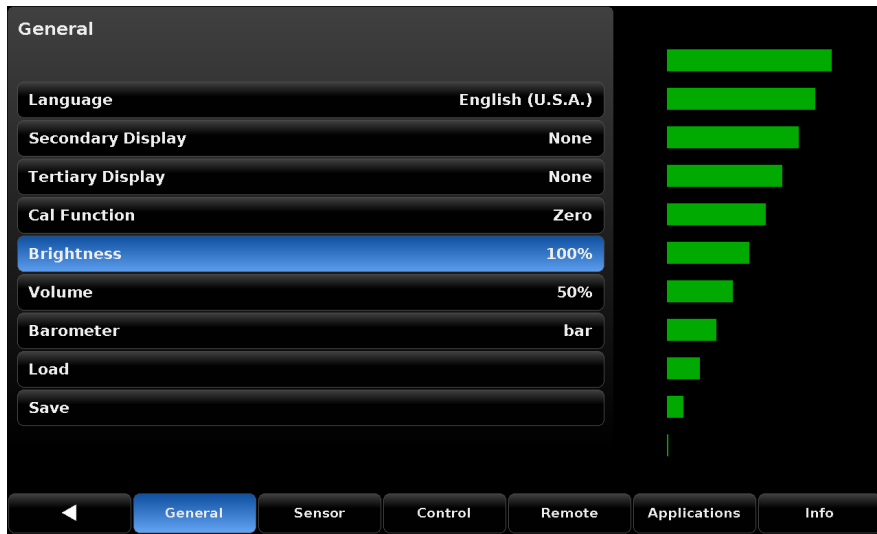 General
Language English (U.S.A.)
Secondary Display None
Tertiary Display None
Cal Function Zero
Brightness 100%
Volume 50%
Barometer bar
Load
Save
General Sensor Control Remote Applications Info